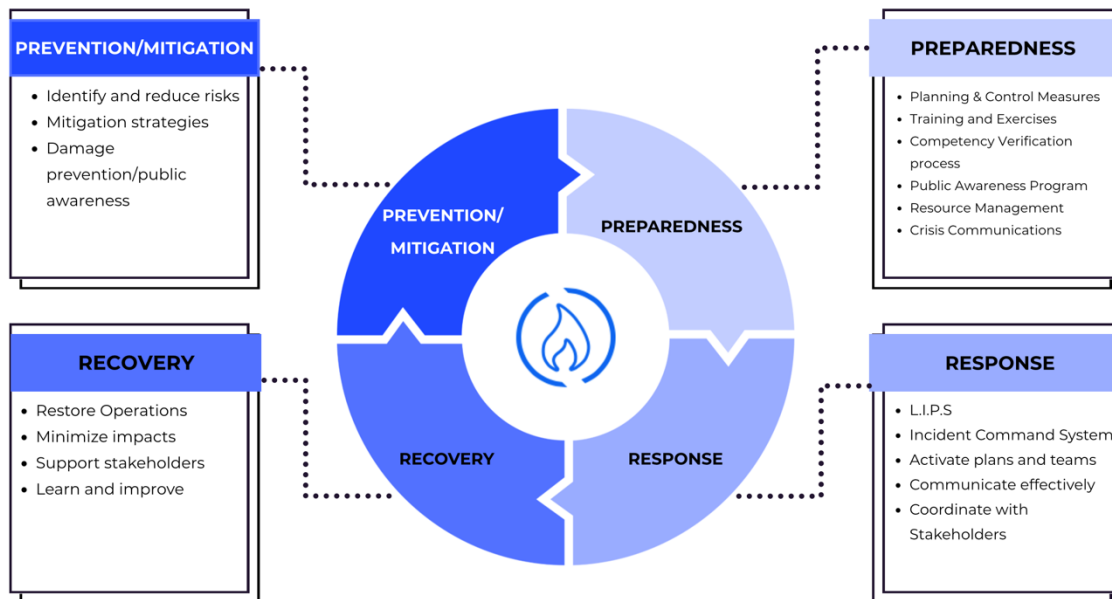 PREVENTION/MITIGATION
• Identify and reduce risks
• Mitigation strategies
• Damage
prevention/public
awareness
PREPAREDNESS
• Planning & Control Measures
• Training and Exercises
• Competency Verification
process
• Public Awareness Program
• Resource Management
• Crisis Communications
PREVENTION/
MITIGATION
PREPAREDNESS
RECOVERY
RESPONSE
RECOVERY
• Restore Operations
• Minimize impacts
• Support stakeholders
• Learn and improve
RESPONSE
• L.I.P.S
• Incident Command System
• Activate plans and teams
• Communicate effectively
• Coordinate with
Stakeholders